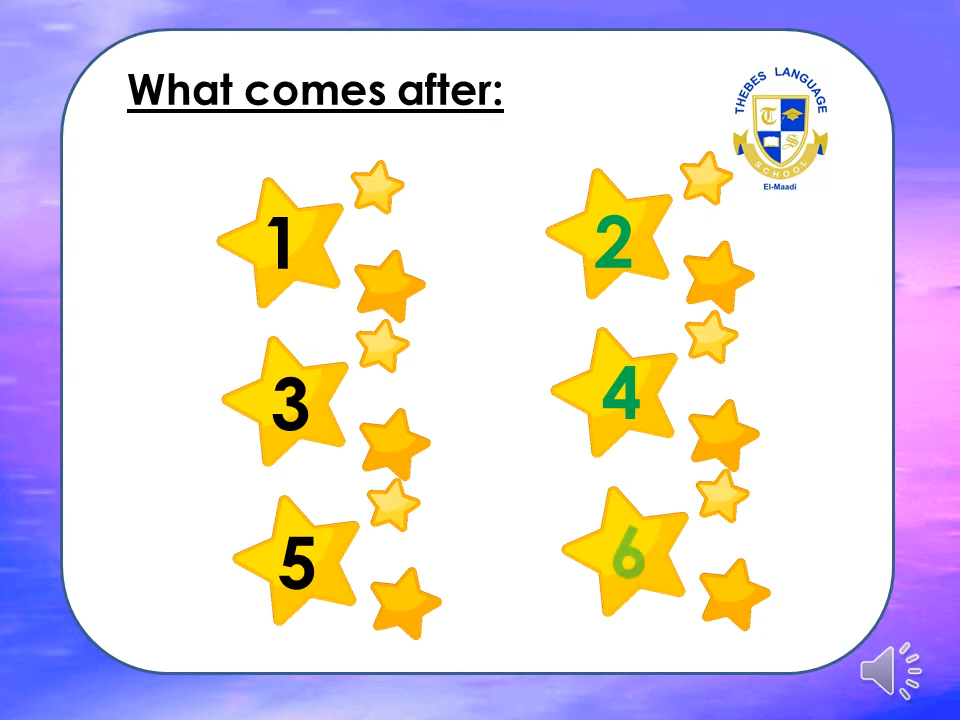 What comes after:
THEBES LANGUAGE
T
S
SCHOOL
El-Maadi
1 2
3 4
5 6